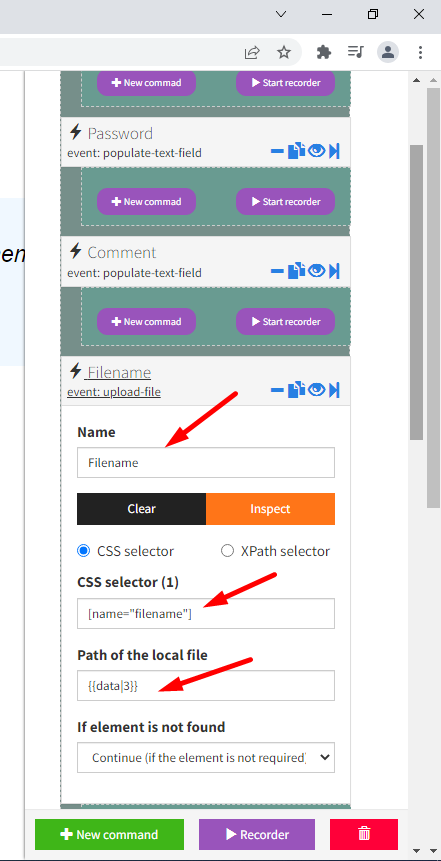 New commad Start recorder
Password
event: populate-text-field
New commad Start recorder
Comment
event: populate-text-field
New commad Start recorder
Filename
event: upload-file
Name
Filename
Clear Inspect
CSS selector XPath selector
CSS selector (1)
[name="filename"]
Path of the local file
{{data|3}}
If element is not found
Continue (if the element is not required)
New command Recorder